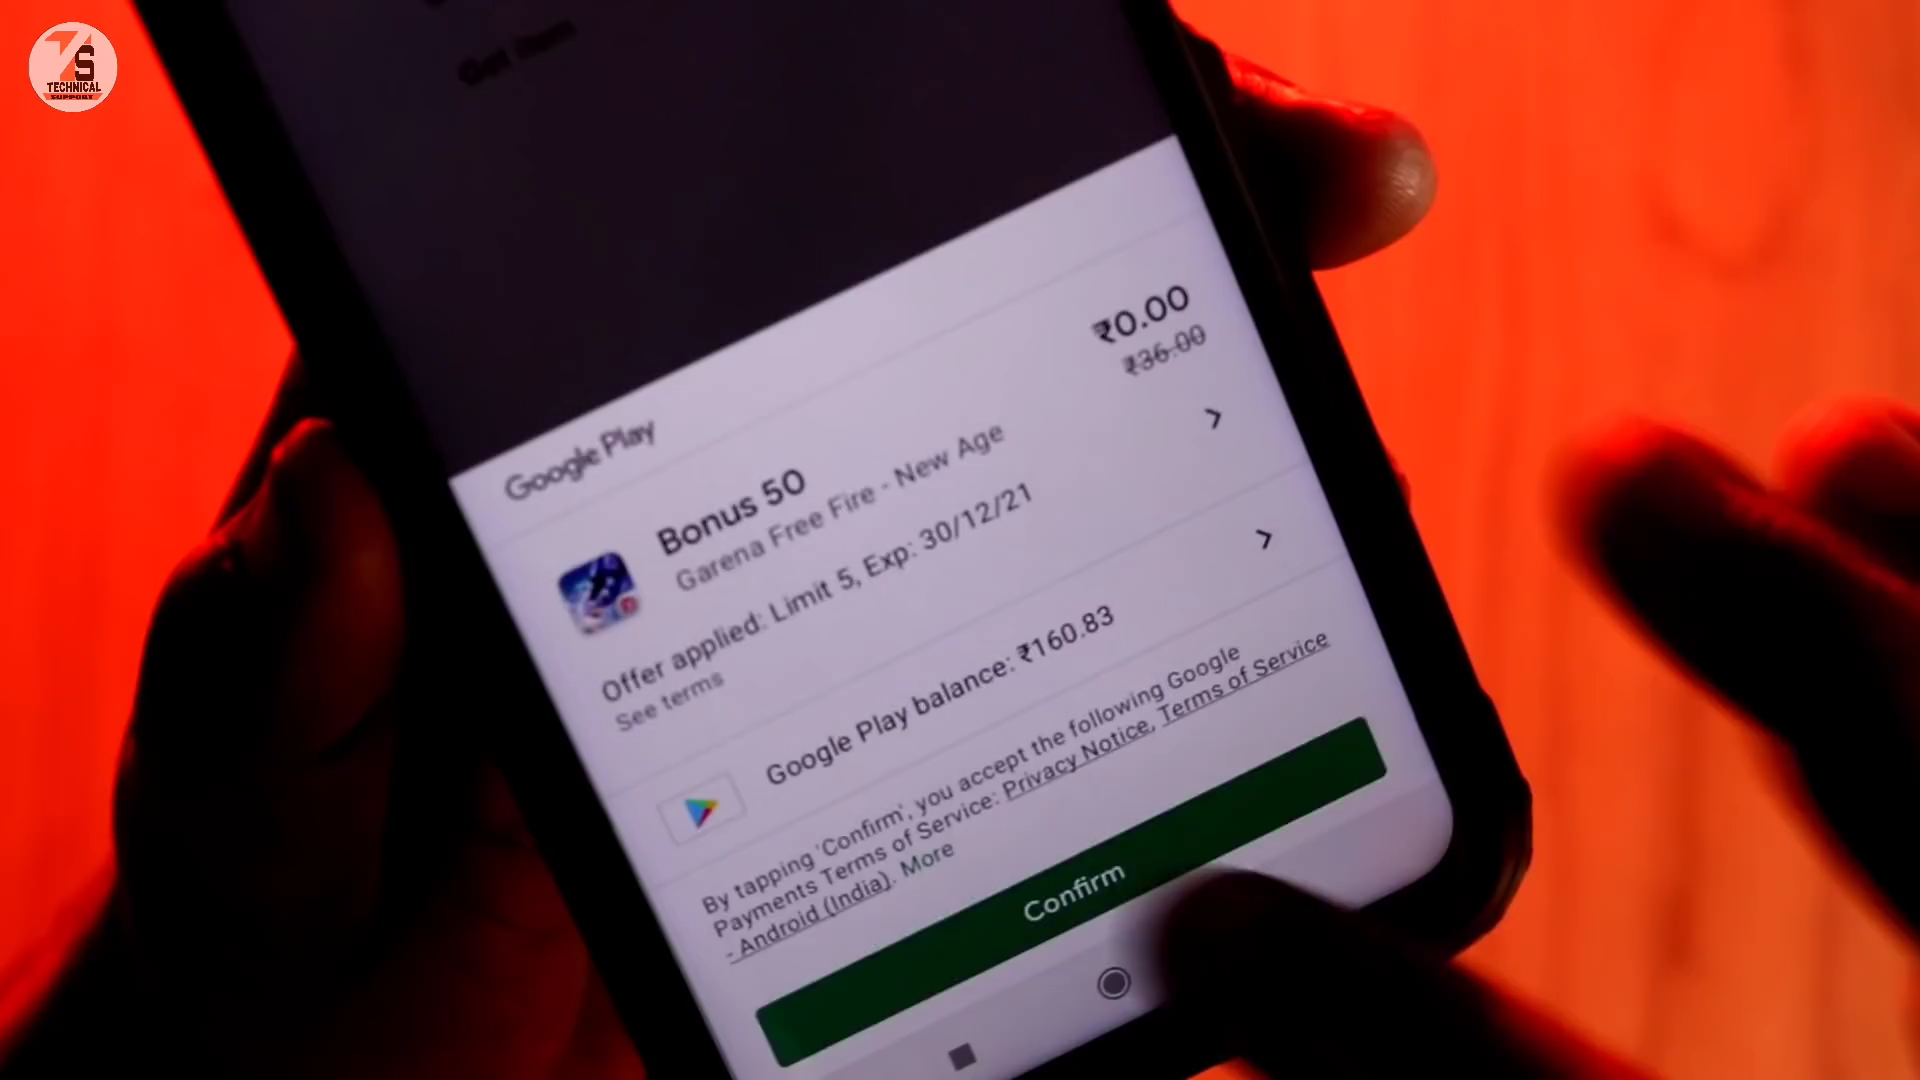 TS
TECHNICAL
SUPPORT
Get Item
Google Play
Bonus 50
₹0.00
₹36.00
Garena Free Fire - New Age
Offer applied: Limit 5, Exp: 30/12/21
See terms
Google Play balance: ₹160.83
By tapping 'Confirm', you accept the following Google
Payments Terms of Service: Privacy Notice, Terms of Service
- Android (India). More
Confirm